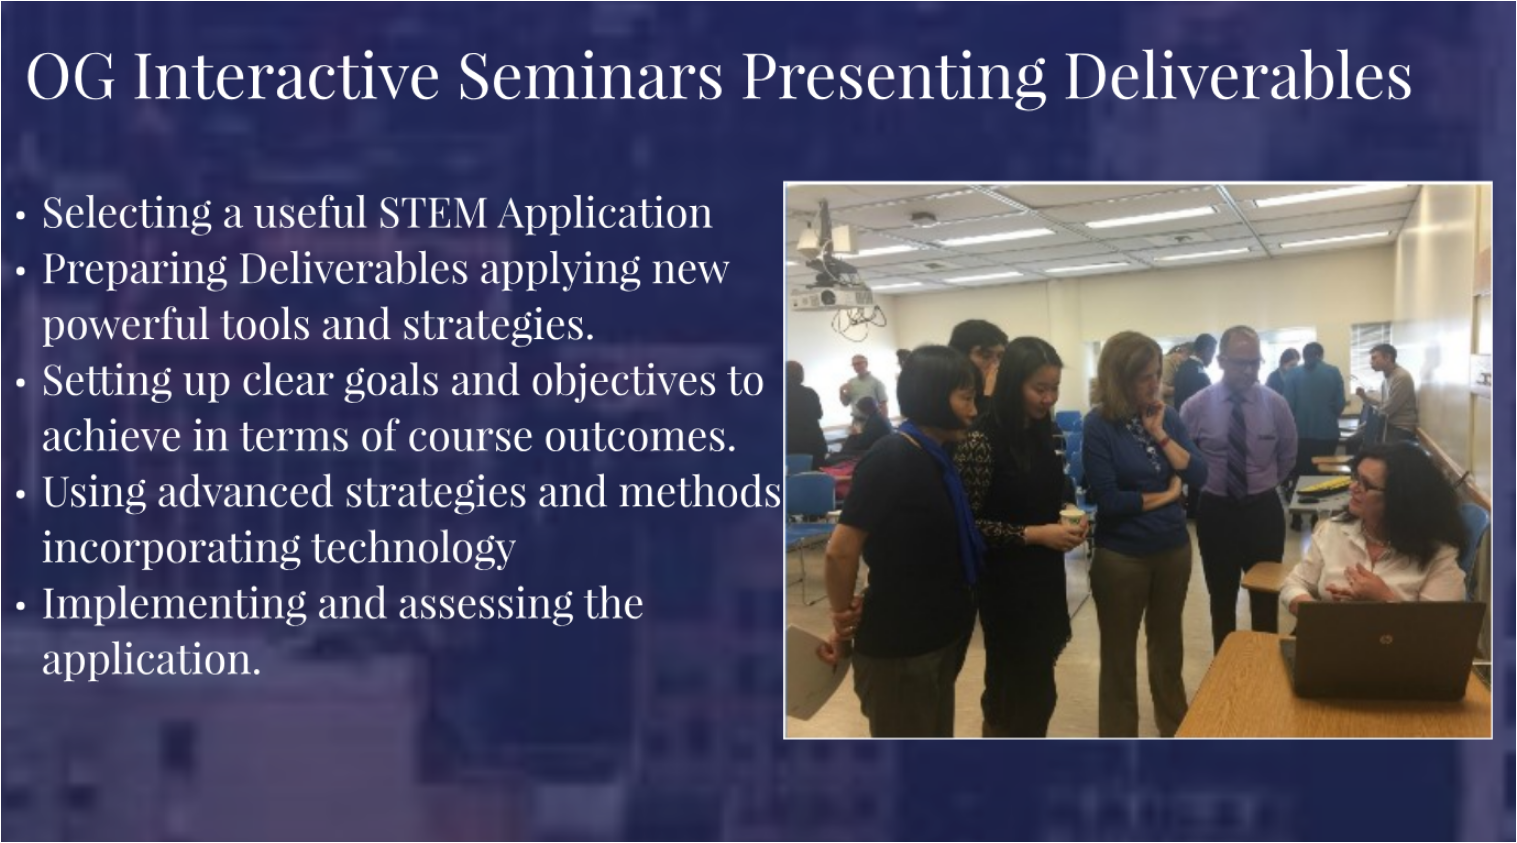 OG Interactive Seminars Presenting Deliverables
• Selecting a useful STEM Application
• Preparing Deliverables applying new
powerful tools and strategies.
• Setting up clear goals and objectives to
achieve in terms of course outcomes.
• Using advanced strategies and methods
incorporating technology
• Implementing and assessing the
application.